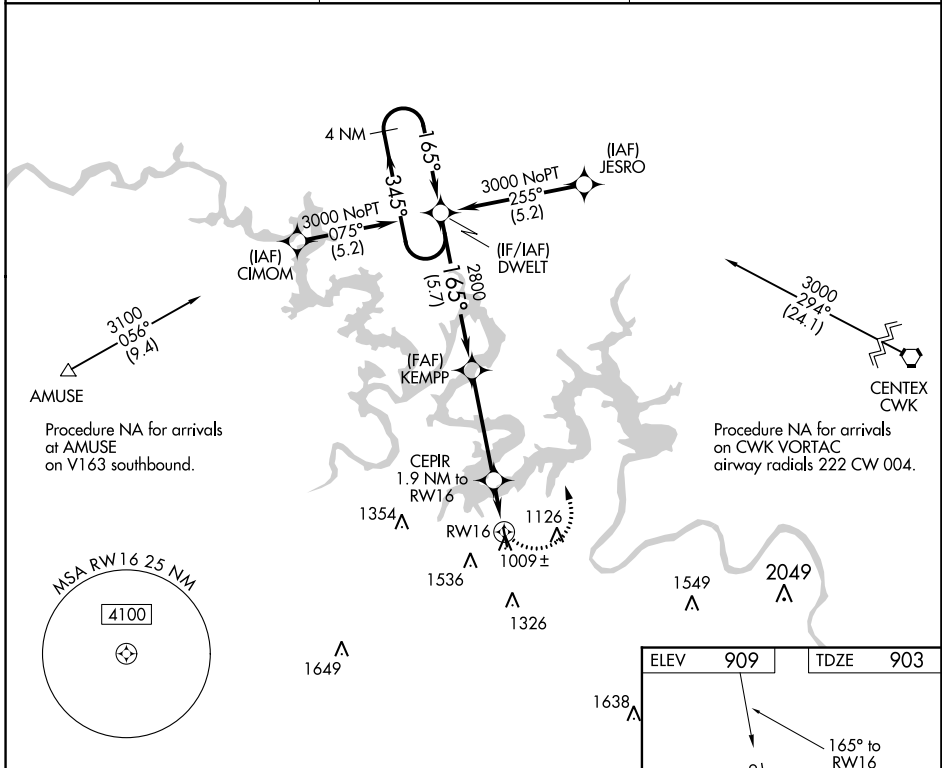 4 NM
165°
345°
(IAF)
JESRO
3000 NoPT
255°
(5.2)
3000 NoPT
075°
(5.2)
(IAF)
CIMOM
(IF/IAF)
DWELT
2800
165°
(5.7)
3000
294°
(24.1)
3100
056°
(9.4)
AMUSE
(FAF)
KEMPP
CENTEX
CWK
Procedure NA for arrivals
at AMUSE
on V163 southbound.
Procedure NA for arrivals
on CWK VORTAC
airway radials 222 CW 004.
CEPIR
1.9 NM to
RW16
1354
RW16
1126
1009±
1536
1326
1549
2049
MSA RW16 25 NM
4100
1649
1638
ELEV 909
TDZE 903
165° to
RW16